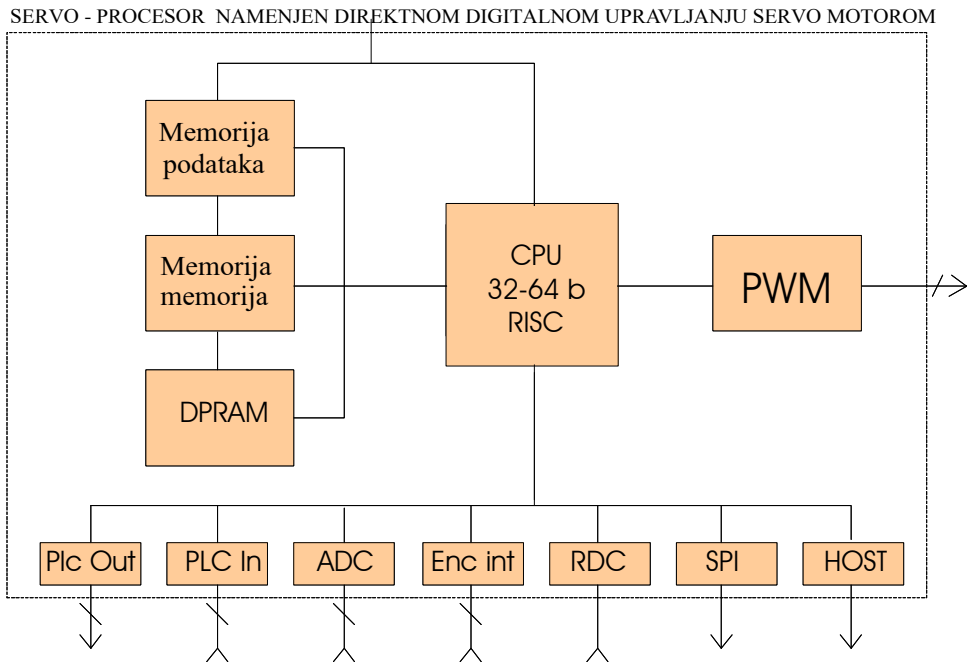 SERVO - PROCESOR NAMENJEN DIREKTNOM DIGITALNOM UPRAVLJANJU SERVO MOTOROM
Memorija
podataka
Memorija
memorija
DPRAM
CPU
32-64 b
RISC
PWM
Plc Out
PLC In
ADC
Enc int
RDC
SPI
HOST